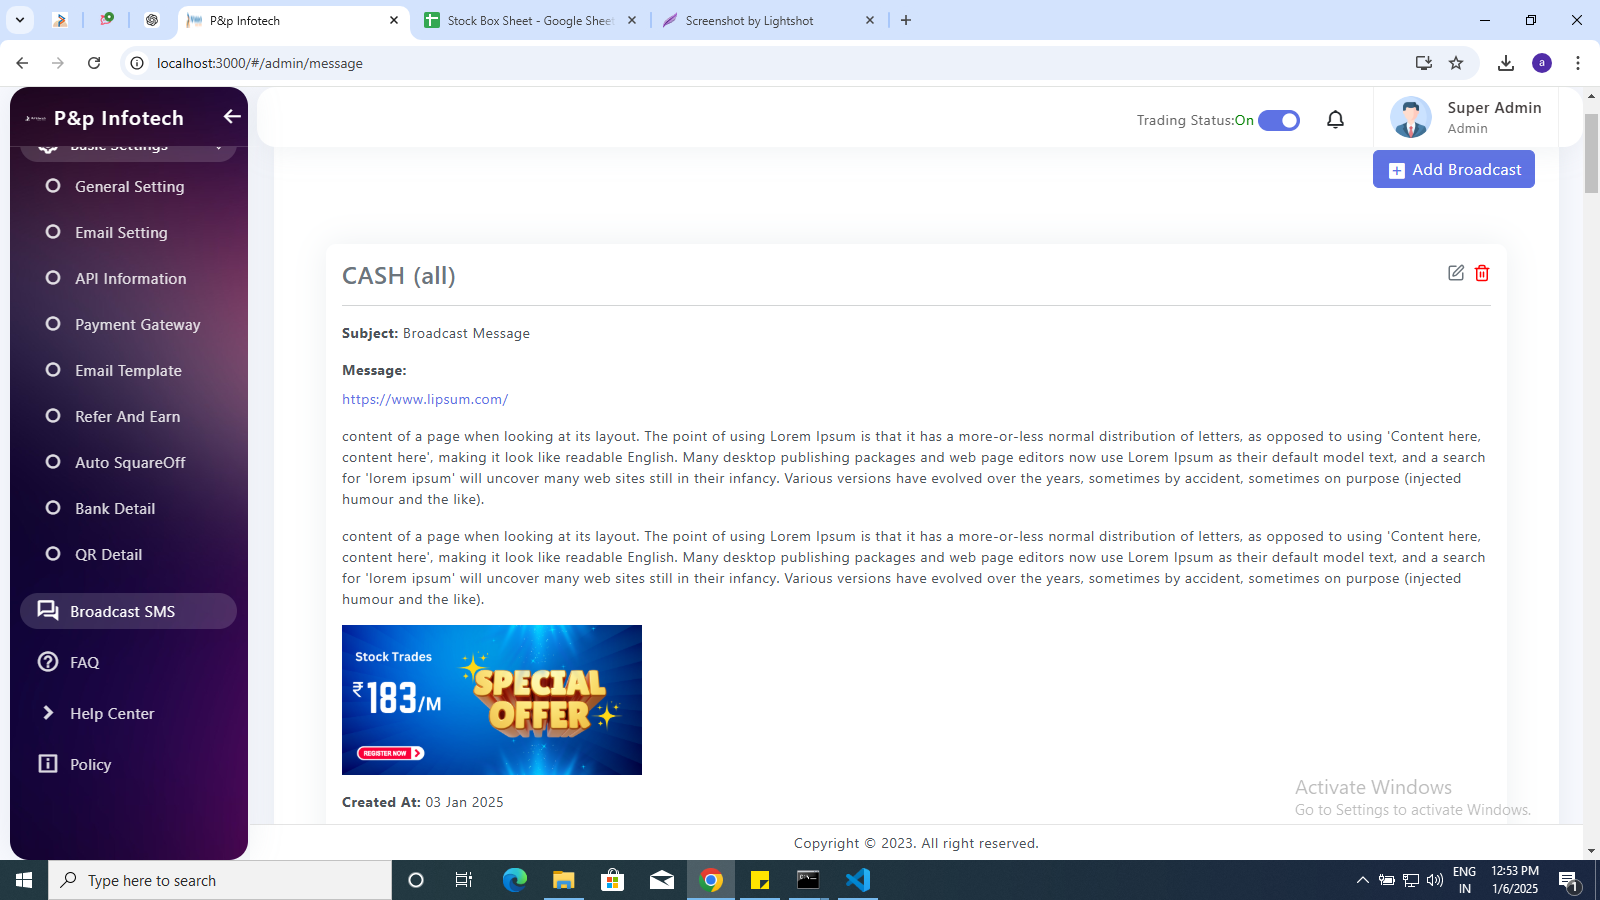 P&p Infotech
Stock Box Sheet - Google Sheet
Screenshot by Lightshot
localhost:3000/#/admin/message
a
P&p Infotech
Trading Status:On
Super Admin
Admin
Basic Settings
General Setting
Email Setting
API Information
Payment Gateway
Email Template
Refer And Earn
Auto SquareOff
Bank Detail
QR Detail
Broadcast SMS
FAQ
Help Center
Policy
Add Broadcast
CASH (all)
Subject: Broadcast Message
Message:
https://www.lipsum.com/
content of a page when looking at its layout. The point of using Lorem Ipsum is that it has a more-or-less normal distribution of letters, as opposed to using 'Content here,
content here', making it look like readable English. Many desktop publishing packages and web page editors now use Lorem Ipsum as their default model text, and a search
for 'lorem ipsum' will uncover many web sites still in their infancy. Various versions have evolved over the years, sometimes by accident, sometimes on purpose (injected
humour and the like).
content of a page when looking at its layout. The point of using Lorem Ipsum is that it has a more-or-less normal distribution of letters, as opposed to using 'Content here,
content here', making it look like readable English. Many desktop publishing packages and web page editors now use Lorem Ipsum as their default model text, and a search
for 'lorem ipsum' will uncover many web sites still in their infancy. Various versions have evolved over the years, sometimes by accident, sometimes on purpose (injected
humour and the like).
Stock Trades
₹183/M
SPECIAL
OFFER
REGISTER NOW
Created At: 03 Jan 2025
Activate Windows
Go to Settings to activate Windows.
Copyright © 2023. All right reserved.
Type here to search
ENG
IN
12:53 PM
1/6/2025
1